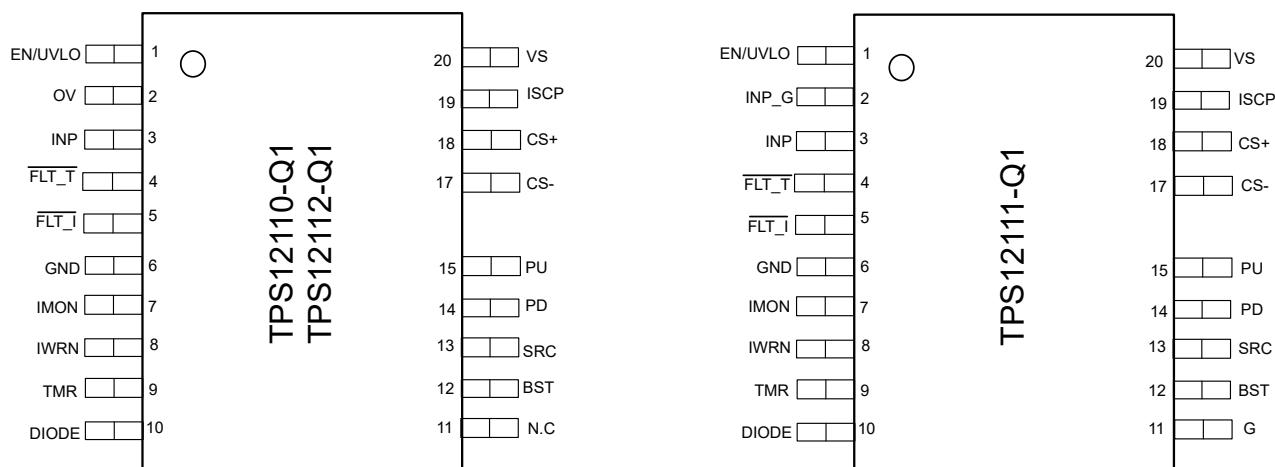 EN/UVLO 1 20 VS
OV 2 19 ISCP
INP 3 18 CS+
FLT_T 4 17 CS-
FLT_I 5
GND 6 15 PU
IMON 7 14 PD
IWRN 8 13 SRC
TMR 9 12 BST
DIODE 10 11 N.C
TPS12110-Q1
TPS12112-Q1
EN/UVLO 1 20 VS
INP_G 2 19 ISCP
INP 3 18 CS+
FLT_T 4 17 CS-
FLT_I 5
GND 6 15 PU
IMON 7 14 PD
IWRN 8 13 SRC
TMR 9 12 BST
DIODE 10 11 G
TPS12111-Q1